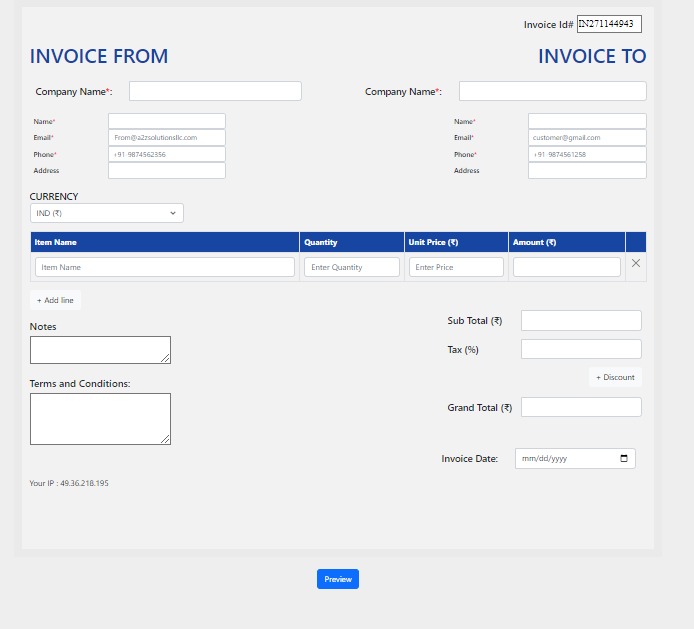 Invoice Id# IN271144943
INVOICE FROM INVOICE TO
Company Name*: Company Name*:
Name* Name*
Email* From@a2zsolutionsllc.com Email* customer@gmail.com
Phone* +91-9874562356 Phone* +91-9874561258
Address Address
CURRENCY
IND (₹)
Item Name Quantity Unit Price (₹) Amount (₹)
Item Name Enter Quantity Enter Price
+ Add line
Sub Total (₹)
Notes
Tax (%)
+ Discount
Terms and Conditions:
Grand Total (₹)
Invoice Date: mm/dd/yyyy
Your IP : 49.36.218.195
Preview